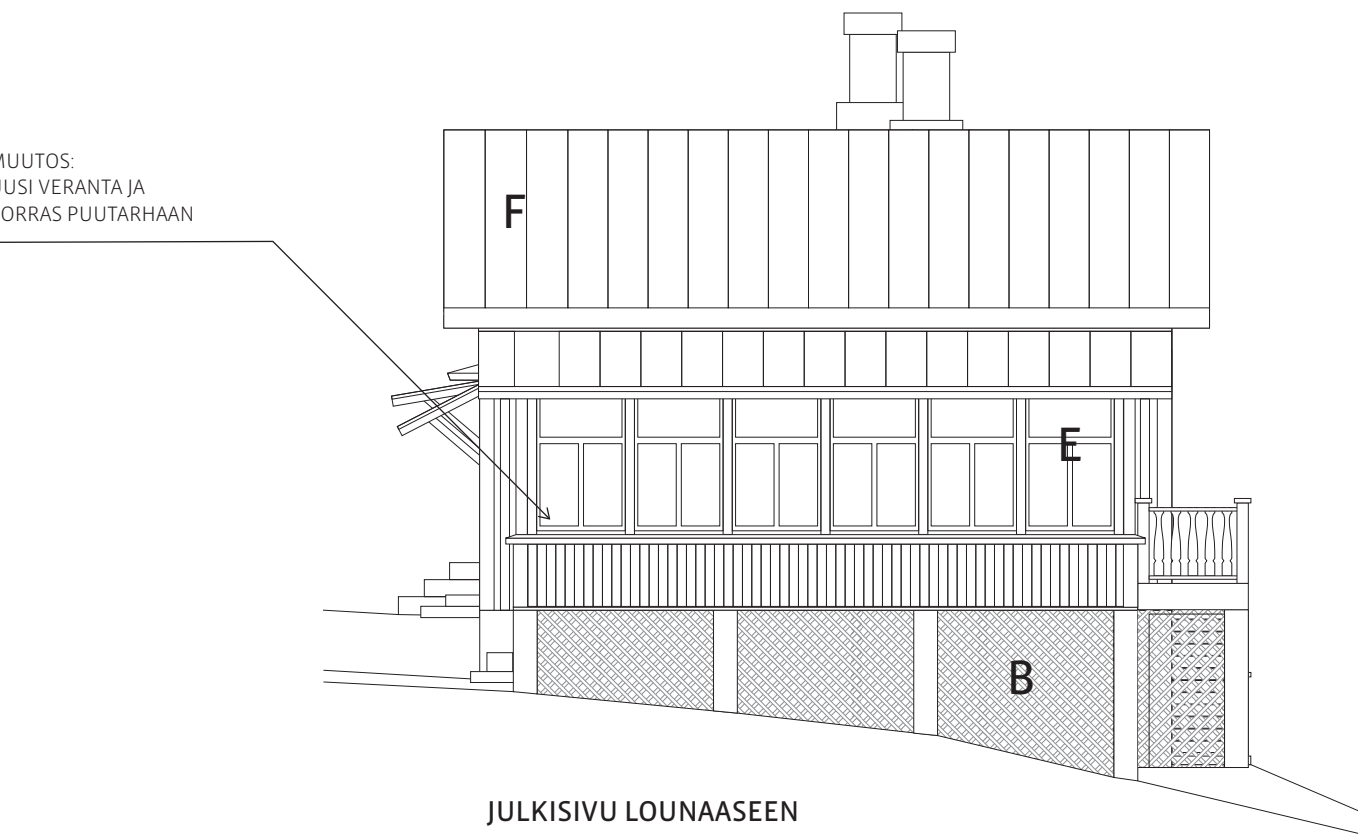 MUUTOS:
UUSI VERANTA JA
PORRAS PUUTARHAAN
F
E
B
JULKISIVU LOUNAASEEN